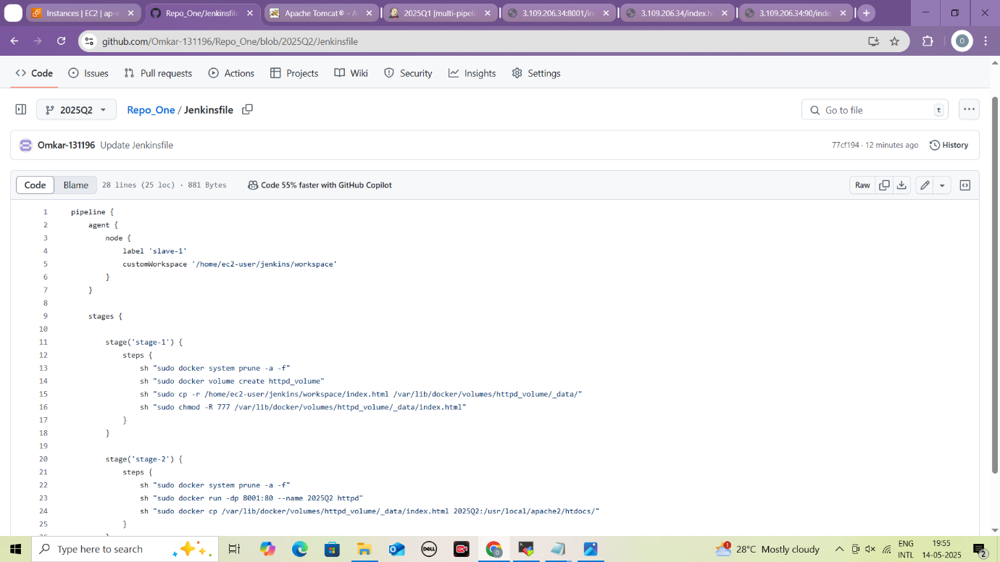 Instances | EC2 | ap-s
Repo_One/Jenkinsfile
Apache Tomcat® - A
2025Q1 [multi-pipeli
3.109.206.34:8001/in
3.109.206.34/index.h
3.109.206.34:90/inde
github.com/Omkar-131196/Repo_One/blob/2025Q2/Jenkinsfile
O
Code
Issues
Pull requests
Actions
Projects
Wiki
Security
Insights
Settings
2025Q2
Repo_One / Jenkinsfile
Go to file
t
Omkar-131196 Update Jenkinsfile
77cf194 · 12 minutes ago
History
Code
Blame
28 lines (25 loc) · 881 Bytes
Code 55% faster with GitHub Copilot
Raw
1 pipeline {
2 agent {
3 node {
4 label 'slave-1'
5 customWorkspace '/home/ec2-user/jenkins/workspace'
6 }
7 }
8
9 stages {
10
11 stage('stage-1') {
12 steps {
13 sh "sudo docker system prune -a -f"
14 sh "sudo docker volume create httpd_volume"
15 sh "sudo cp -r /home/ec2-user/jenkins/workspace/index.html /var/lib/docker/volumes/httpd_volume/_data/"
16 sh "sudo chmod -R 777 /var/lib/docker/volumes/httpd_volume/_data/index.html"
17 }
18 }
19
20 stage('stage-2') {
21 steps {
22 sh "sudo docker system prune -a -f"
23 sh "sudo docker run -dp 8001:80 --name 2025Q2 httpd"
24 sh "sudo docker cp /var/lib/docker/volumes/httpd_volume/_data/index.html 2025Q2:/usr/local/apache2/htdocs/"
25 }
Type here to search
DELL
1
28°C Mostly cloudy
ENG
INTL
19:55
14-05-2025
2